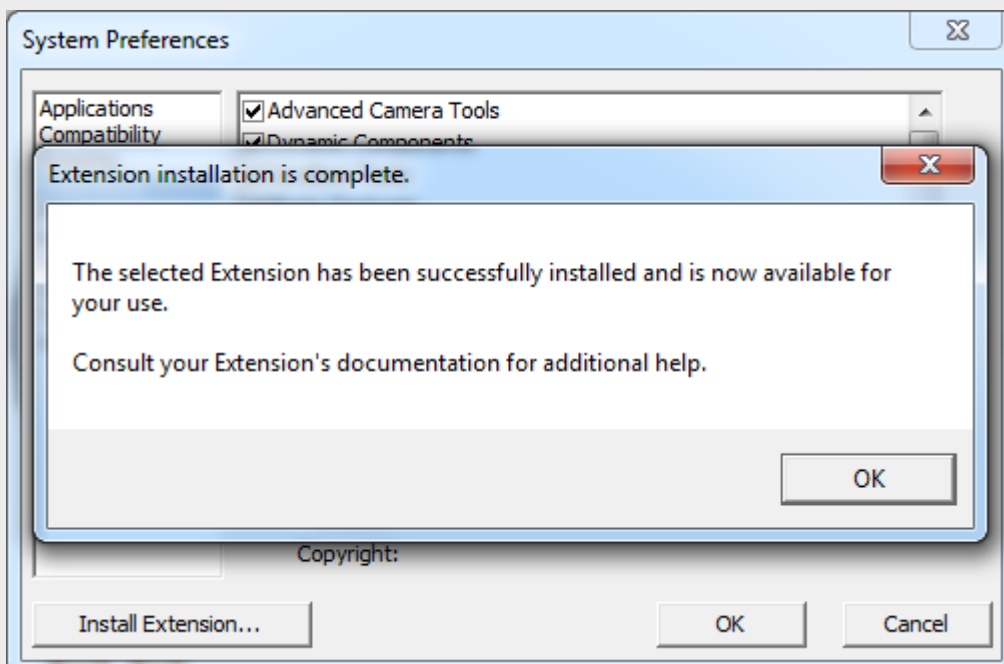 System Preferences
Applications
Advanced Camera Tools
Compatibility
Dynamic Components
Extension installation is complete.
The selected Extension has been successfully installed and is now available for
your use.
Consult your Extension's documentation for additional help.
OK
Copyright:
Install Extension...
OK
Cancel